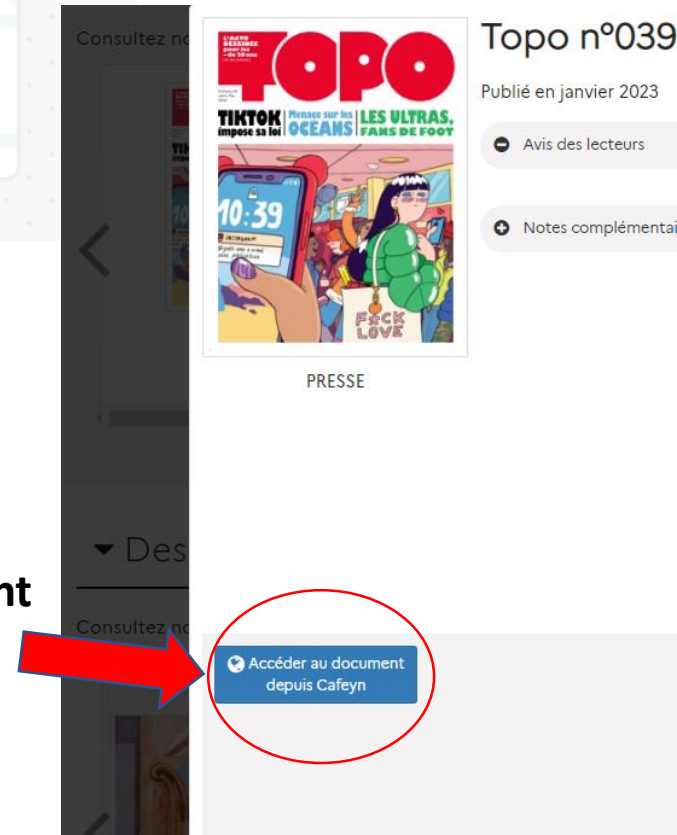 Consultez no
L'ACTU
DESSINÉE
pour les
- de 20 ans
TOPO
TIKTOK
impose sa loi
Menace sur les
OCÉANS
LES ULTRAS,
FANS DE FOOT
10:39
F*CK
LOVE
PRESSE
Topo n°039
Publié en janvier 2023
Avis des lecteurs
Notes complémentai
Des
nt
Consultez no
Accéder au document
depuis Cafeyn